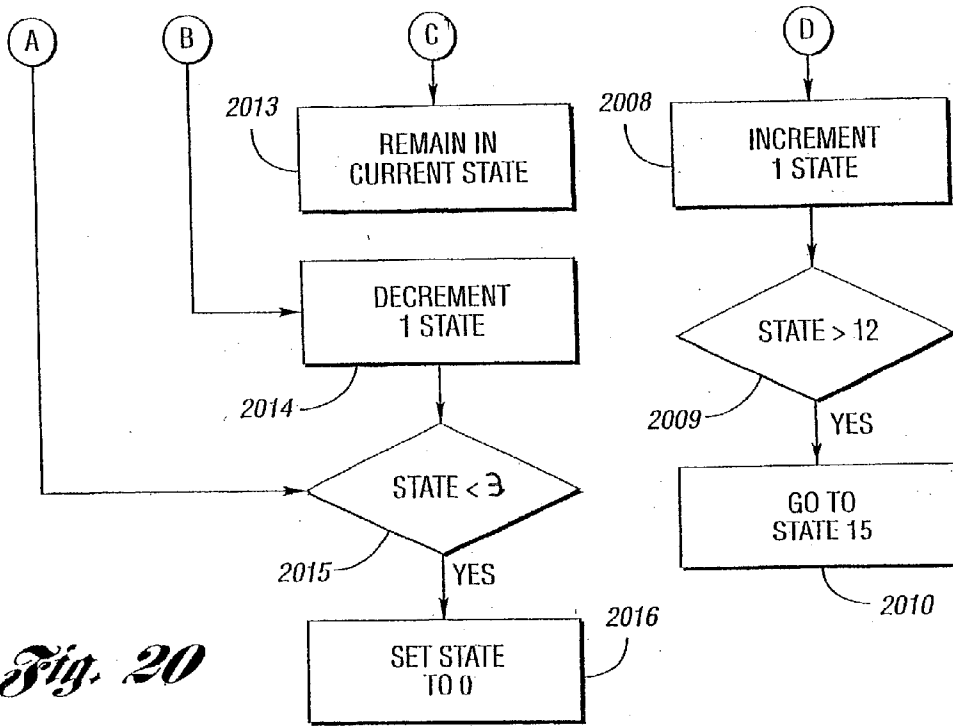 A
B
C
D
2013
REMAIN IN
CURRENT STATE
2008
INCREMENT
1 STATE
DECREMENT
1 STATE
2014
STATE > 12
2009
YES
STATE < 3
2015
YES
GO TO
STATE 15
2010
SET STATE
TO 0
2016
Fig. 20